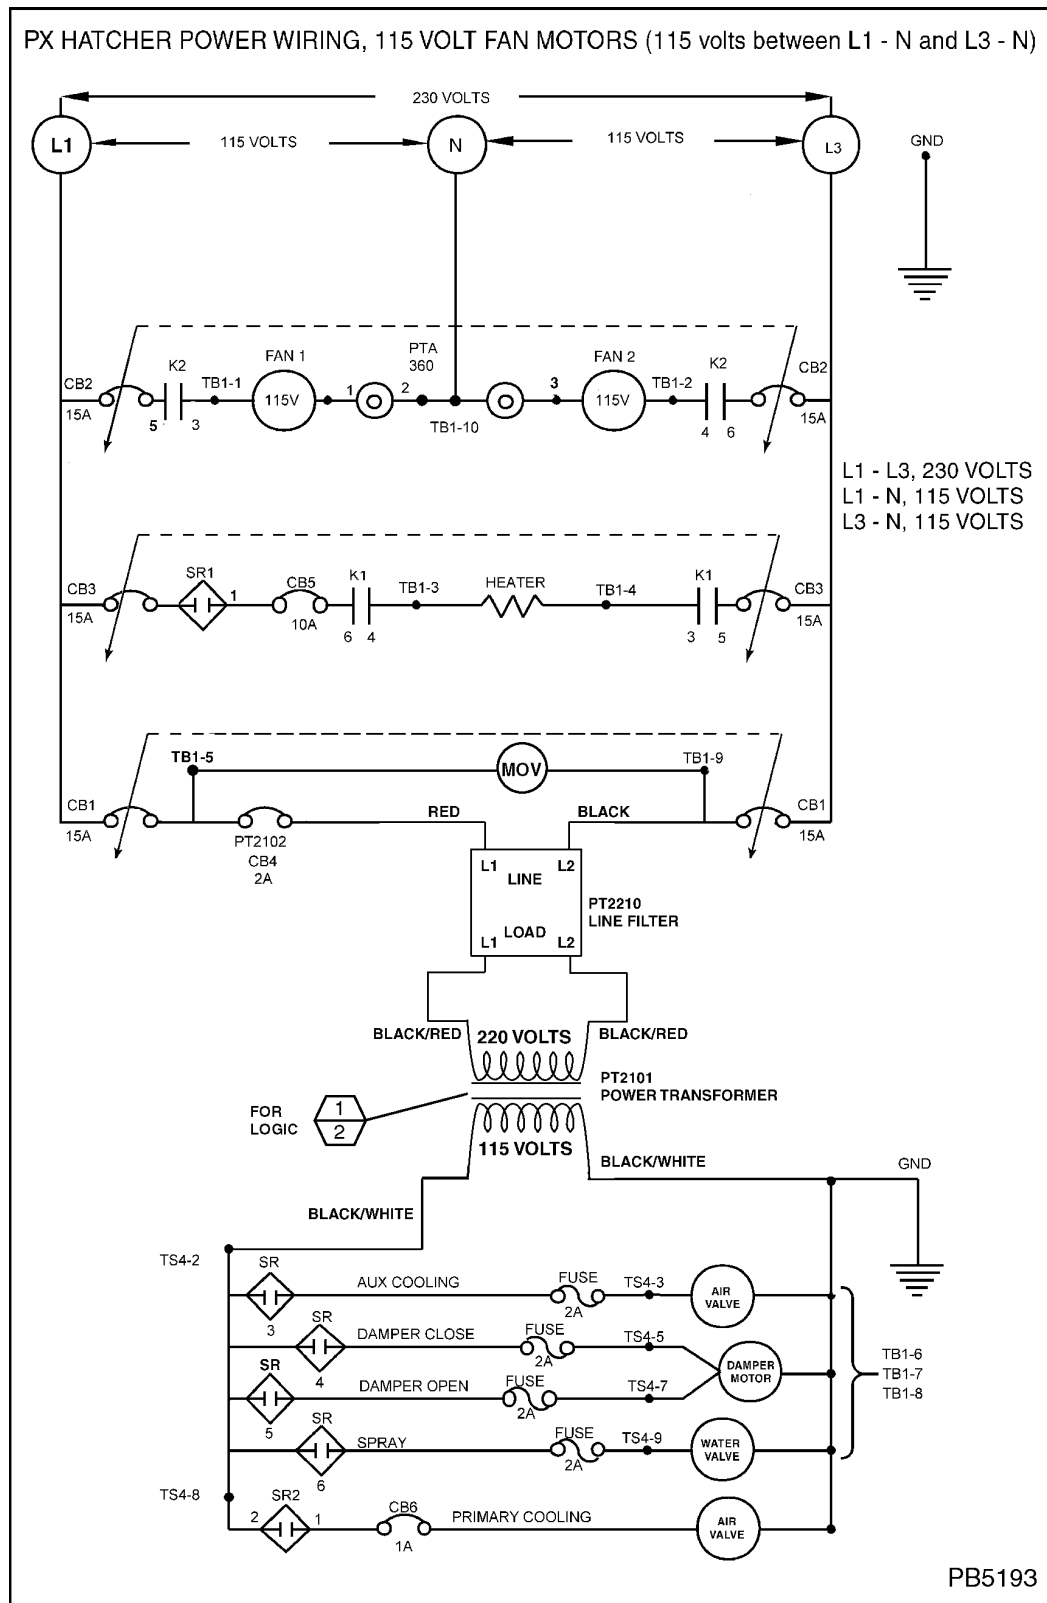 PX HATCHER POWER WIRING, 115 VOLT FAN MOTORS (115 volts between L1 - N and L3 - N)
230 VOLTS
L1
115 VOLTS
N
115 VOLTS
L3
GND
CB2
15A
K2
5
3
TB1-1
FAN 1
115V
1
2
PTA
360
TB1-10
3
FAN 2
115V
TB1-2
K2
4
6
CB2
15A
L1 - L3, 230 VOLTS
L1 - N, 115 VOLTS
L3 - N, 115 VOLTS
CB3
15A
SR1
1
CB5
10A
K1
6
4
TB1-3
HEATER
TB1-4
K1
3
5
CB3
15A
TB1-5
MOV
TB1-9
CB1
15A
PT2102
CB4
2A
RED
BLACK
CB1
15A
L1
L2
LINE
LOAD
L1
L2
PT2210
LINE FILTER
BLACK/RED
220 VOLTS
BLACK/RED
PT2101
POWER TRANSFORMER
FOR
LOGIC
1
2
115 VOLTS
BLACK/WHITE
GND
BLACK/WHITE
TS4-2
SR
3
AUX COOLING
FUSE
2A
TS4-3
AIR
VALVE
SR
4
DAMPER CLOSE
FUSE
2A
TS4-5
DAMPER
MOTOR
SR
5
DAMPER OPEN
FUSE
2A
TS4-7
TB1-6
TB1-7
TB1-8
SR
6
SPRAY
FUSE
2A
TS4-9
WATER
VALVE
TS4-8
SR2
2
1
CB6
1A
PRIMARY COOLING
AIR
VALVE
PB5193